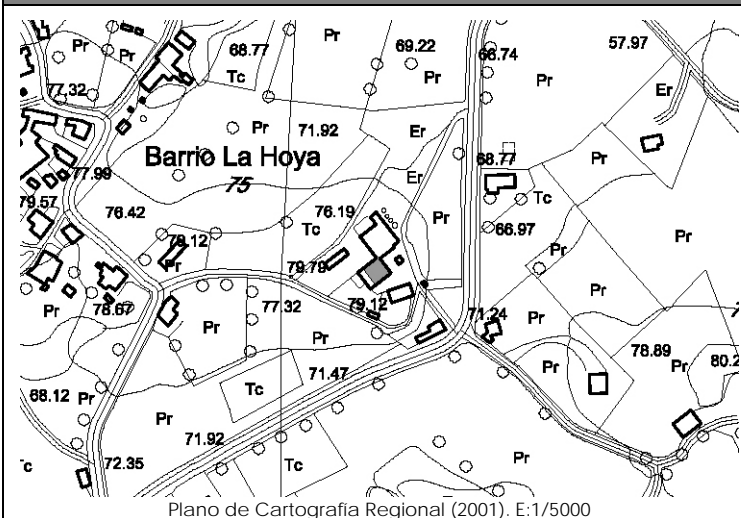 Pr
68.77
Pr
69.22
66.74
57.97
Pr
Tc
Pr
Pr
Er
77.32
Pr
71.92
Er
Pr
Barrio La Hoya
68.77
77.99
75
Er
79.57
76.42
76.19
Pr
Tc
Tc
66.97
79.12
Pr
Pr
Pr
79.79
77.32
79.12
Pr
78.67
Pr
71.24
Pr
Pr
Pr
71.47
Pr
78.89
Pr
80.2
Tc
68.12
Pr
Pr
71.92
72.35
Tc
Pr
Plano de Cartografía Regional (2001). E:1/5000